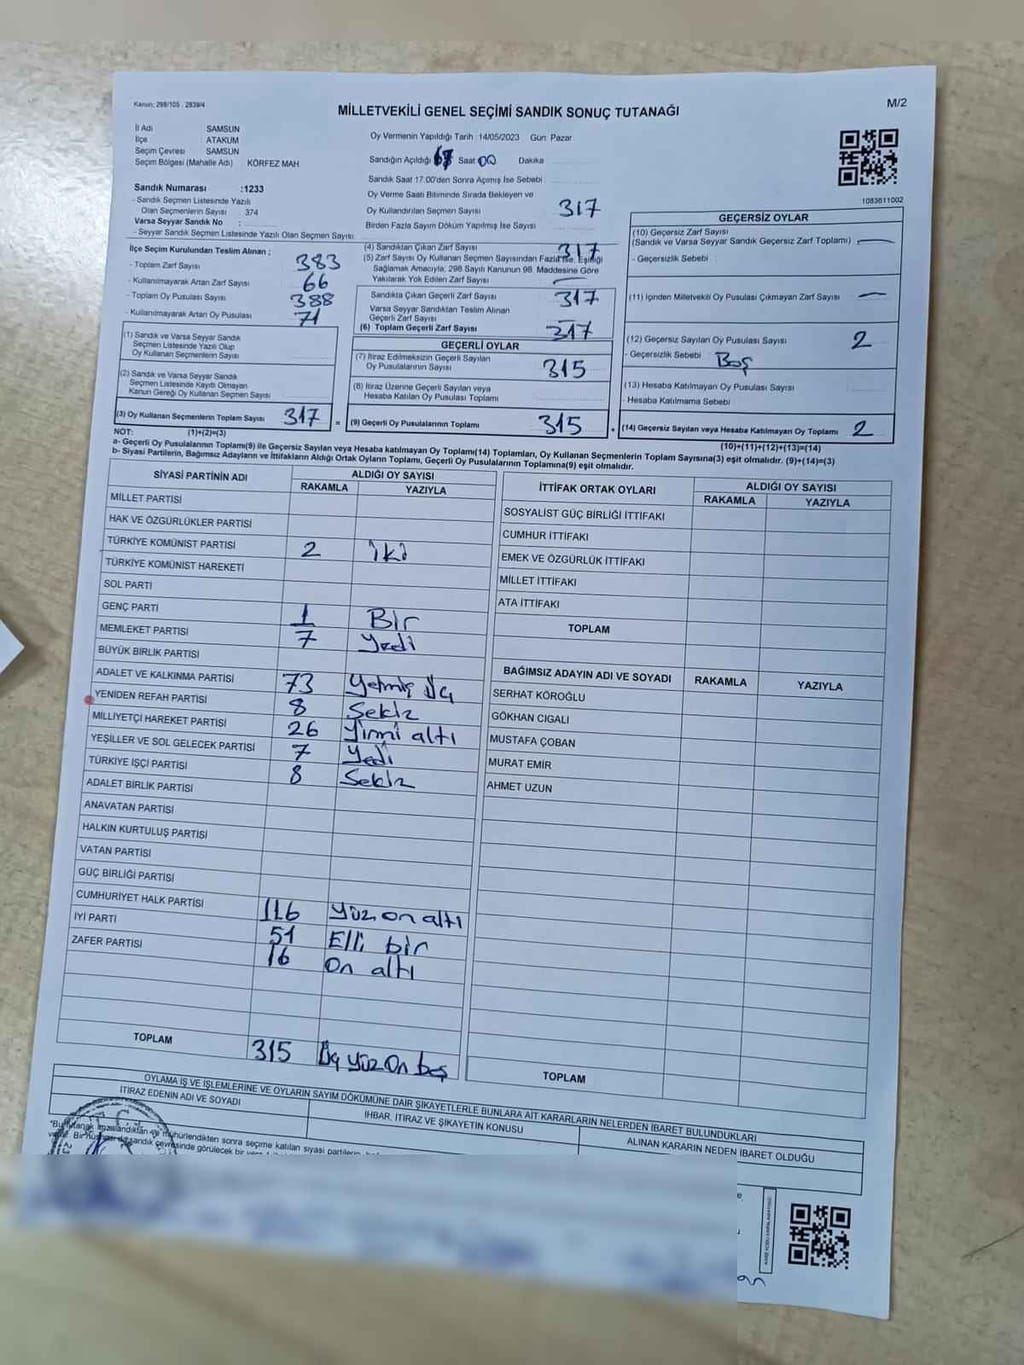 Kanun: 298/105 , 2839/4
M/2
MİLLETVEKİLİ GENEL SEÇİMİ SANDIK SONUÇ TUTANAĞI
İl Adı SAMSUN
İlçe ATAKUM
Seçim Çevresi SAMSUN
Seçim Bölgesi (Mahalle Adı) KÖRFEZ MAH
Sandık Numarası :1233
- Sandık Seçmen Listesinde Yazılı
Olan Seçmenlerin Sayısı : 374
Varsa Seyyar Sandık No :
- Seyyar Sandık Seçmen Listesinde Yazılı Olan Seçmen Sayısı:
Oy Vermenin Yapıldığı Tarih 14/05/2023 Gün Pazar
Sandığın Açıldığı Saat 00 Dakika
Sandık Saat 17.00'den Sonra Açımış İse Sebebi :
Oy Verme Saati Bitiminde Sırada Bekleyen ve
Oy Kullandırılan Seçmen Sayısı 317
Birden Fazla Sayım Döküm Yapılmış İse Sayısı
1083611002
İlçe Seçim Kurulundan Teslim Alınan ;
- Toplam Zarf Sayısı 383
- Kullanılmayarak Artan Zarf Sayısı 66
- Toplam Oy Pusulası Sayısı 388
- Kullanılmayarak Artan Oy Pusulası 71
(1) Sandık ve Varsa Seyyar Sandık
Seçmen Listesinde Yazılı Olup
Oy Kullanan Seçmenlerin Sayısı
(2) Sandık ve Varsa Seyyar Sandık
Seçmen Listesinde Kaydı Olmayan
Kanun Gereği Oy Kullanan Seçmen Sayısı
(3) Oy Kullanan Seçmenlerin Toplam Sayısı 317 =
(4) Sandıktan Çıkan Zarf Sayısı 317
(5) Zarf Sayısı Oy Kullanan Seçmen Sayısından Fazla İse, Eşitliği
Sağlamak Amacıyla, 298 Sayılı Kanunun 98. Maddesine Göre
Yakılarak Yok Edilen Zarf Sayısı —
Sandıkta Çıkan Geçerli Zarf Sayısı 317
Varsa Seyyar Sandıktan Teslim Alınan
Geçerli Zarf Sayısı
(6) Toplam Geçerli Zarf Sayısı 317
GEÇERLİ OYLAR
(7) İtiraz Edilmeksizin Geçerli Sayılan
Oy Pusulalarının Sayısı 315
(8) İtiraz Üzerine Geçerli Sayılan veya
Hesaba Katılan Oy Pusulası Toplamı
(9) Geçerli Oy Pusulalarının Toplamı 315 +
GEÇERSİZ OYLAR
(10) Geçersiz Zarf Sayısı
(Sandık ve Varsa Seyyar Sandık Geçersiz Zarf Toplamı) —
- Geçersizlik Sebebi :
(11) İçinden Milletvekili Oy Pusulası Çıkmayan Zarf Sayısı —
(12) Geçersiz Sayılan Oy Pusulası Sayısı 2
- Geçersizlik Sebebi : Boş
(13) Hesaba Katılmayan Oy Pusulası Sayısı
- Hesaba Katılmama Sebebi :
(14) Geçersiz Sayılan veya Hesaba Katılmayan Oy Toplamı 2
NOT: (1)+(2)=(3) (10)+(11)+(12)+(13)=(14)
a- Geçerli Oy Pusulalarının Toplamı(9) ile Geçersiz Sayılan veya Hesaba katılmayan Oy Toplamı(14) Toplamları, Oy Kullanan Seçmenlerin Toplam Sayısına(3) eşit olmalıdır. (9)+(14)=(3)
b- Siyasi Partilerin, Bağımsız Adayların ve İttifakların Aldığı Ortak Oyların Toplamı, Geçerli Oy Pusulalarının Toplamına(9) eşit olmalıdır.
SİYASİ PARTİNİN ADI ALDIĞI OY SAYISI
RAKAMLA YAZIYLA
MİLLET PARTİSİ
HAK VE ÖZGÜRLÜKLER PARTİSİ
TÜRKİYE KOMÜNİST PARTİSİ 2 iki
TÜRKİYE KOMÜNİST HAREKETİ
SOL PARTİ
GENÇ PARTİ 1 Bir
MEMLEKET PARTİSİ 7 Yedi
BÜYÜK BİRLİK PARTİSİ
ADALET VE KALKINMA PARTİSİ 73 Yetmiş Üç
YENİDEN REFAH PARTİSİ 8 Sekiz
MİLLİYETÇİ HAREKET PARTİSİ 26 Yirmi altı
YEŞİLLER VE SOL GELECEK PARTİSİ 7 Yedi
TÜRKİYE İŞÇİ PARTİSİ 8 Sekiz
ADALET BİRLİK PARTİSİ
ANAVATAN PARTİSİ
HALKIN KURTULUŞ PARTİSİ
VATAN PARTİSİ
GÜÇ BİRLİĞİ PARTİSİ
CUMHURİYET HALK PARTİSİ 116 Yüz on altı
İYİ PARTİ 51 Elli bir
ZAFER PARTİSİ 16 On altı
TOPLAM 315 Üç yüz On beş
İTTİFAK ORTAK OYLARI ALDIĞI OY SAYISI
RAKAMLA YAZIYLA
SOSYALİST GÜÇ BİRLİĞİ İTTİFAKI
CUMHUR İTTİFAKI
EMEK VE ÖZGÜRLÜK İTTİFAKI
MİLLET İTTİFAKI
ATA İTTİFAKI
TOPLAM
BAĞIMSIZ ADAYIN ADI VE SOYADI RAKAMLA YAZIYLA
SERHAT KÖROĞLU
GÖKHAN CIGALI
MUSTAFA ÇOBAN
MURAT EMİR
AHMET UZUN
TOPLAM
OYLAMA İŞ VE İŞLEMLERİNE VE OYLARIN SAYIM DÖKÜMÜNE DAİR ŞİKAYETLERLE BUNLARA AİT KARARLARIN NELERDEN İBARET BULUNDUKLARI
İTİRAZ EDENİN ADI VE SOYADI
İHBAR, İTİRAZ VE ŞİKAYETİN KONUSU
ALINAN KARARIN NEDEN İBARET OLDUĞU
mühürlendikten sonra seçime katılan siyasi partilerin,
sandık çevresinde görülecek bir